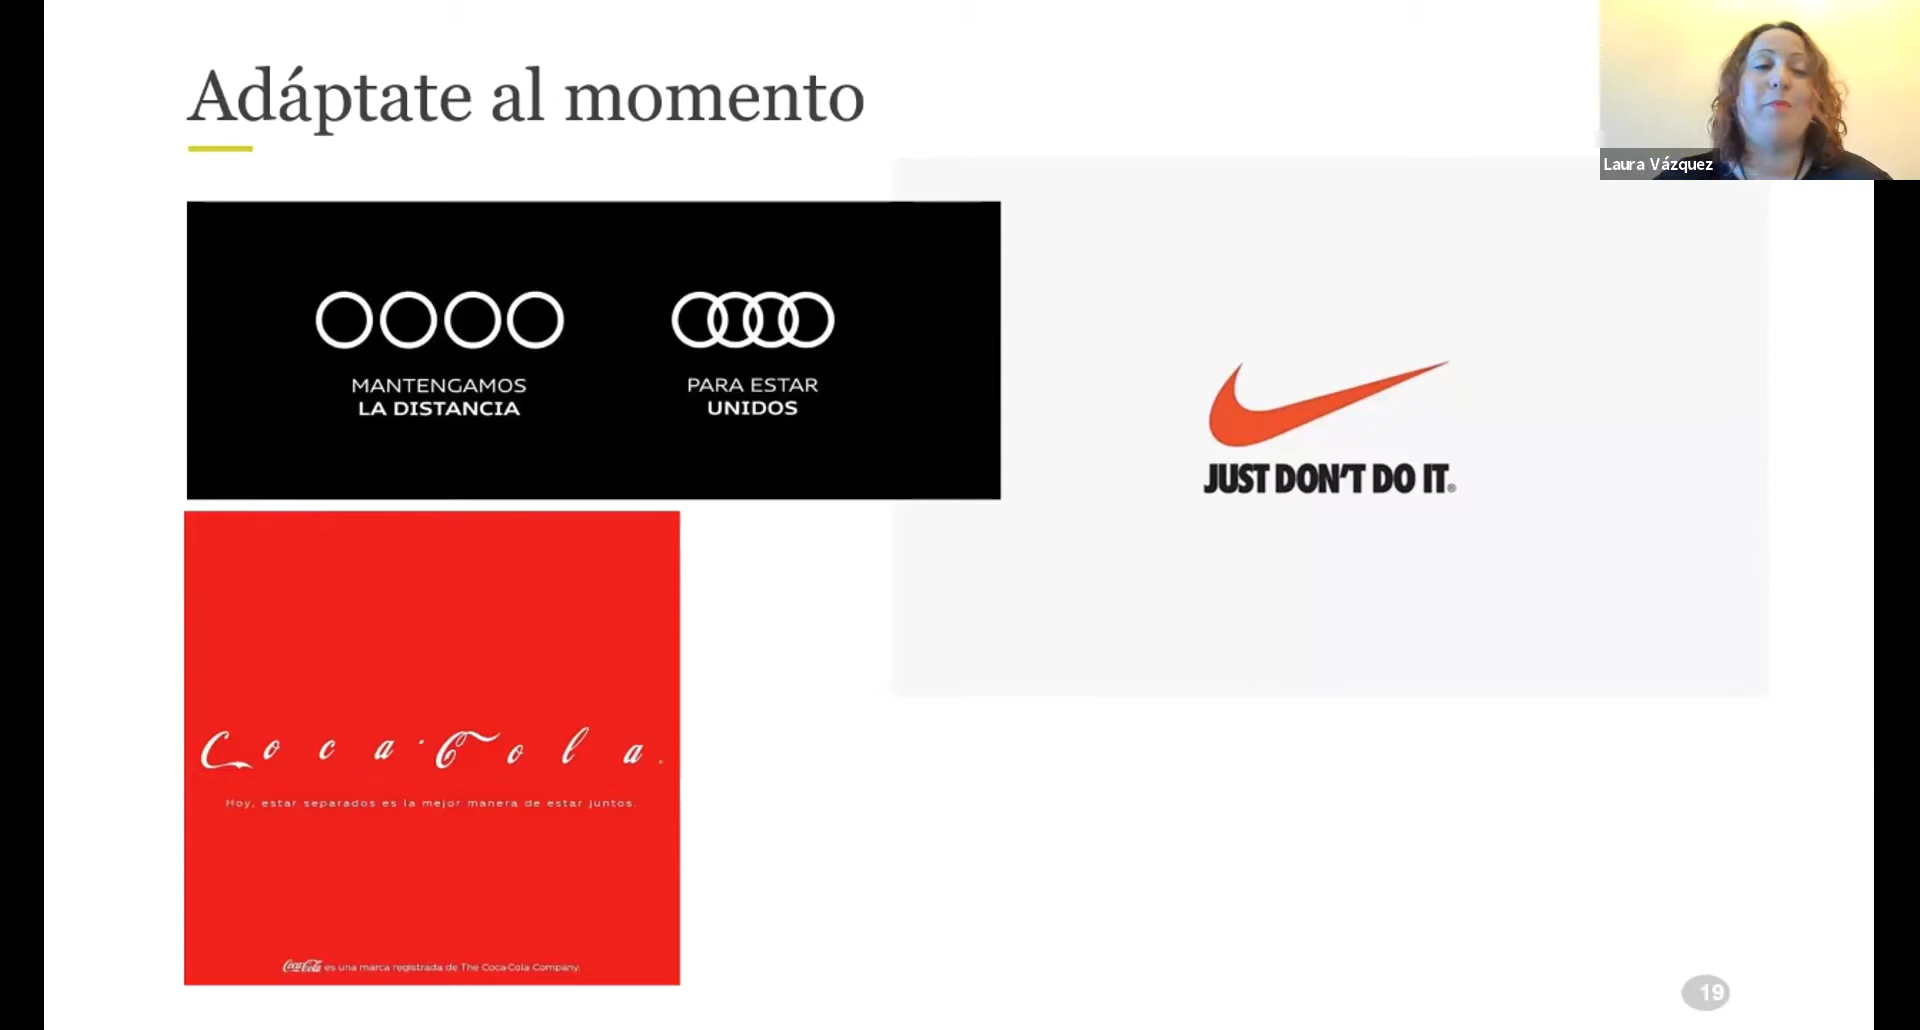 Adáptate al momento
Laura Vázquez
MANTENGAMOS
LA DISTANCIA
PARA ESTAR
UNIDOS
JUST DON'T DO IT.®
Coca-Cola.
Hoy, estar separados es la mejor manera de estar juntos.
Coca-Cola es una marca registrada de The Coca-Cola Company.
19